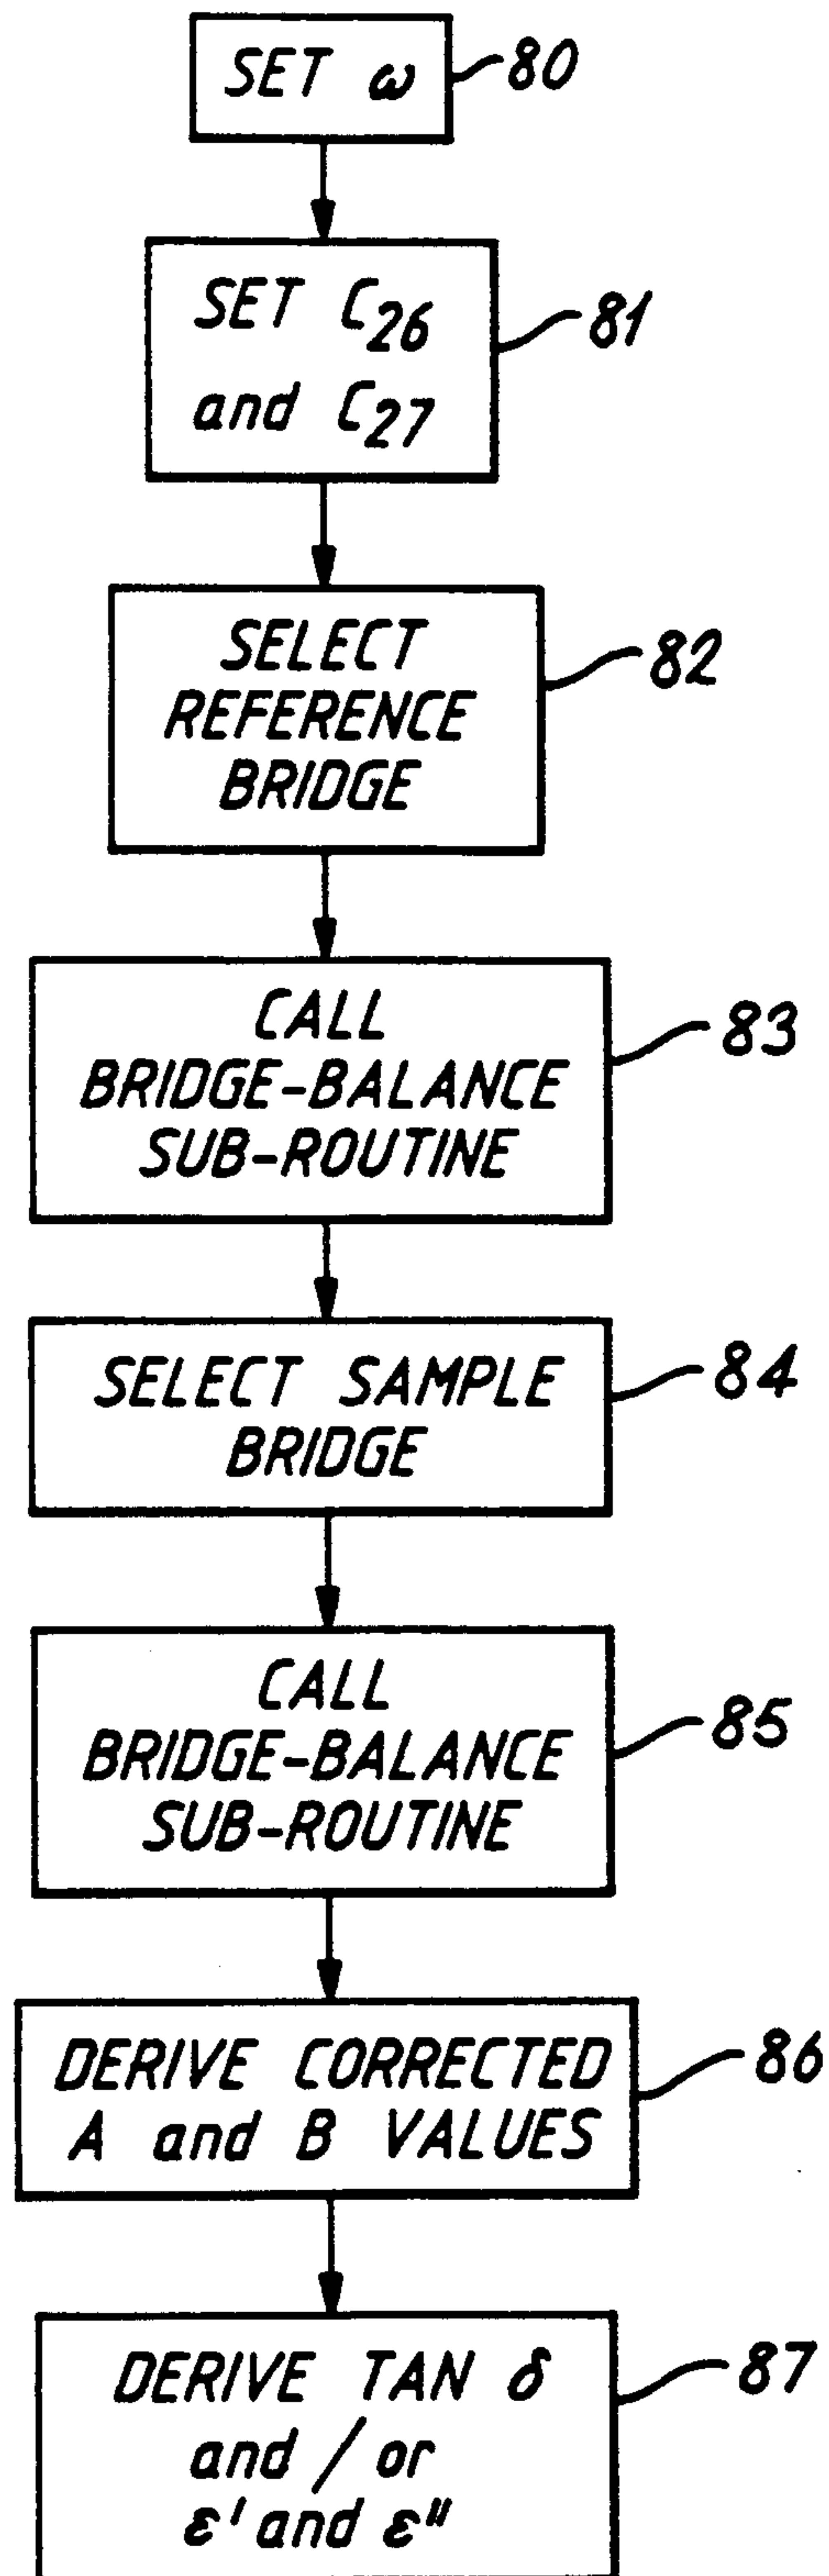 SET ω
80
SET C26
and C27
81
SELECT
REFERENCE
BRIDGE
82
CALL
BRIDGE-BALANCE
SUB-ROUTINE
83
SELECT SAMPLE
BRIDGE
84
CALL
BRIDGE-BALANCE
SUB-ROUTINE
85
DERIVE CORRECTED
A and B VALUES
86
DERIVE TAN δ
and / or
ε' and ε"
87